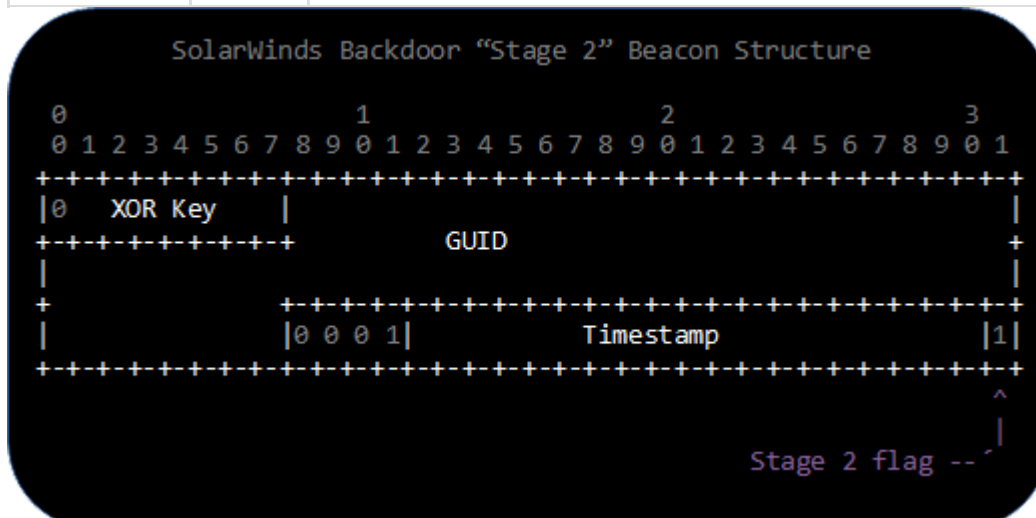 SolarWinds Backdoor “Stage 2” Beacon Structure
0                   1                   2                   3
0 1 2 3 4 5 6 7 8 9 0 1 2 3 4 5 6 7 8 9 0 1 2 3 4 5 6 7 8 9 0 1
+-+-+-+-+-+-+-+-+-+-+-+-+-+-+-+-+-+-+-+-+-+-+-+-+-+-+-+-+-+-+-+-+
|0   XOR Key    |                                               |
+-+-+-+-+-+-+-+-+          GUID                                 +
|                                                               |
+               +-+-+-+-+-+-+-+-+-+-+-+-+-+-+-+-+-+-+-+-+-+-+-+-+
|               |0 0 0 1|           Timestamp                 |1|
+-+-+-+-+-+-+-+-+-+-+-+-+-+-+-+-+-+-+-+-+-+-+-+-+-+-+-+-+-+-+-+-+
^
|
Stage 2 flag --´